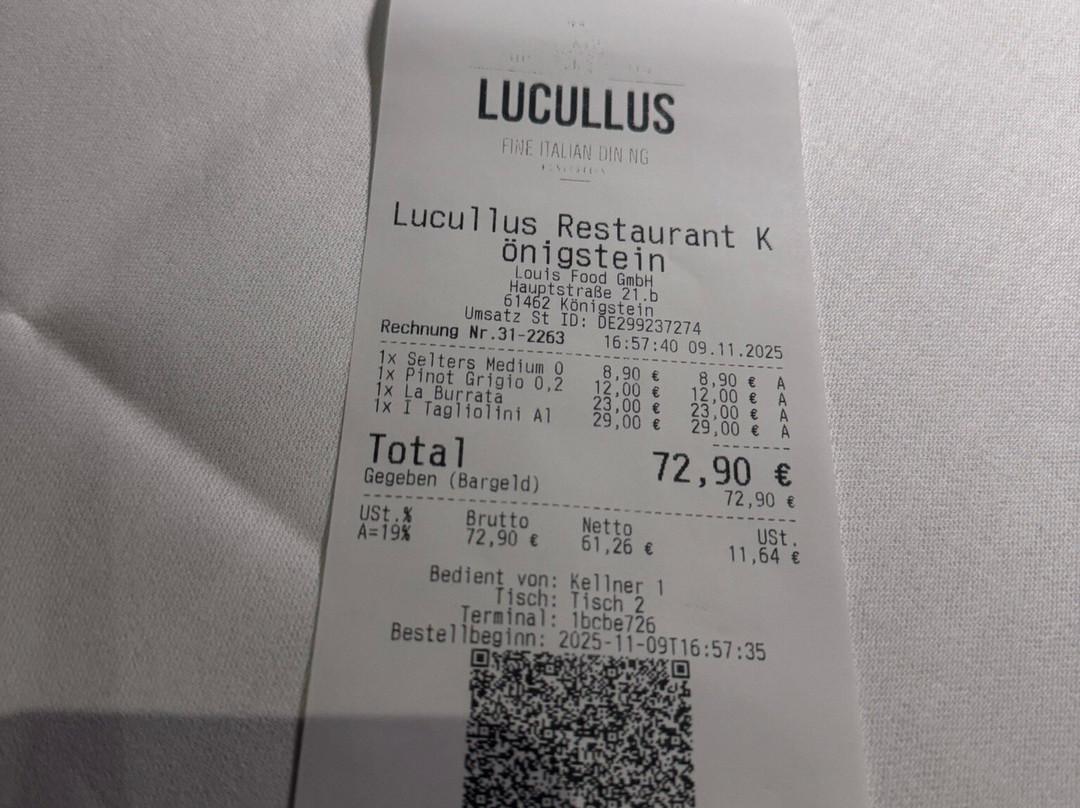 LUCULLUS
FINE ITALIAN DIN NG
Lucullus Restaurant K
önigstein
Louis Food GmbH
Hauptstraße 21.b
61462 Königstein
Umsatz St ID: DE299237274
Rechnung Nr.31-2263 16:57:40 09.11.2025
1x Selters Medium 0 8,90 € 8,90 € A
1x Pinot Grigio 0,2 12,00 € 12,00 € A
1x La Burrata 23,00 € 23,00 € A
1x I Tagliolini Al 29,00 € 29,00 € A
Total 72,90 €
Gegeben (Bargeld) 72,90 €
USt.% Brutto Netto USt.
A=19% 72,90 € 61,26 € 11,64 €
Bedient von: Kellner 1
Tisch: Tisch 2
Terminal: 1bcbe726
Bestellbeginn: 2025-11-09T16:57:35